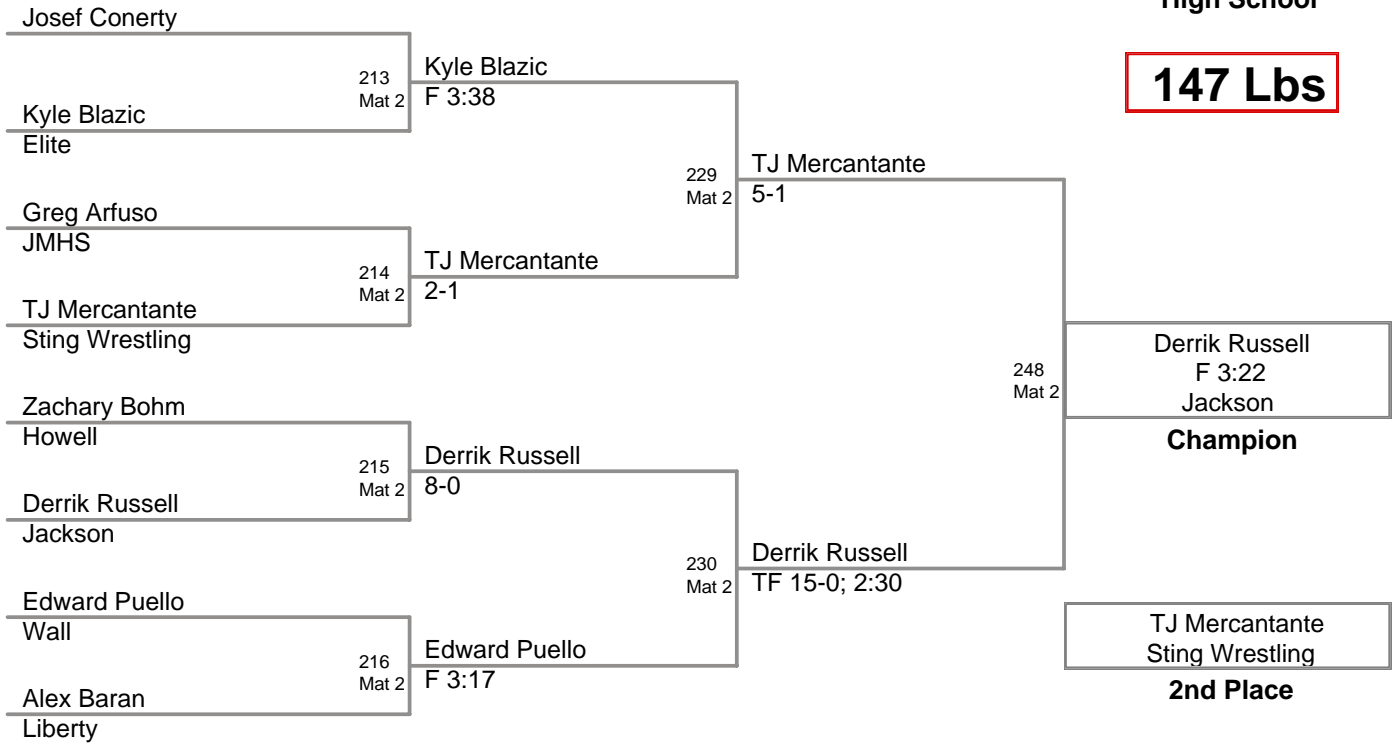 High School
147 Lbs
Josef Conerty
Kyle Blazic
Elite
Greg Arfuso
JMHS
TJ Mercantante
Sting Wrestling
Zachary Bohm
Howell
Derrik Russell
Jackson
Edward Puello
Wall
Alex Baran
Liberty
213
Mat 2
Kyle Blazic
F 3:38
214
Mat 2
TJ Mercantante
2-1
215
Mat 2
Derrik Russell
8-0
216
Mat 2
Edward Puello
F 3:17
229
Mat 2
TJ Mercantante
5-1
230
Mat 2
Derrik Russell
TF 15-0; 2:30
248
Mat 2
Derrik Russell
F 3:22
Jackson
Champion
TJ Mercantante
Sting Wrestling
2nd Place